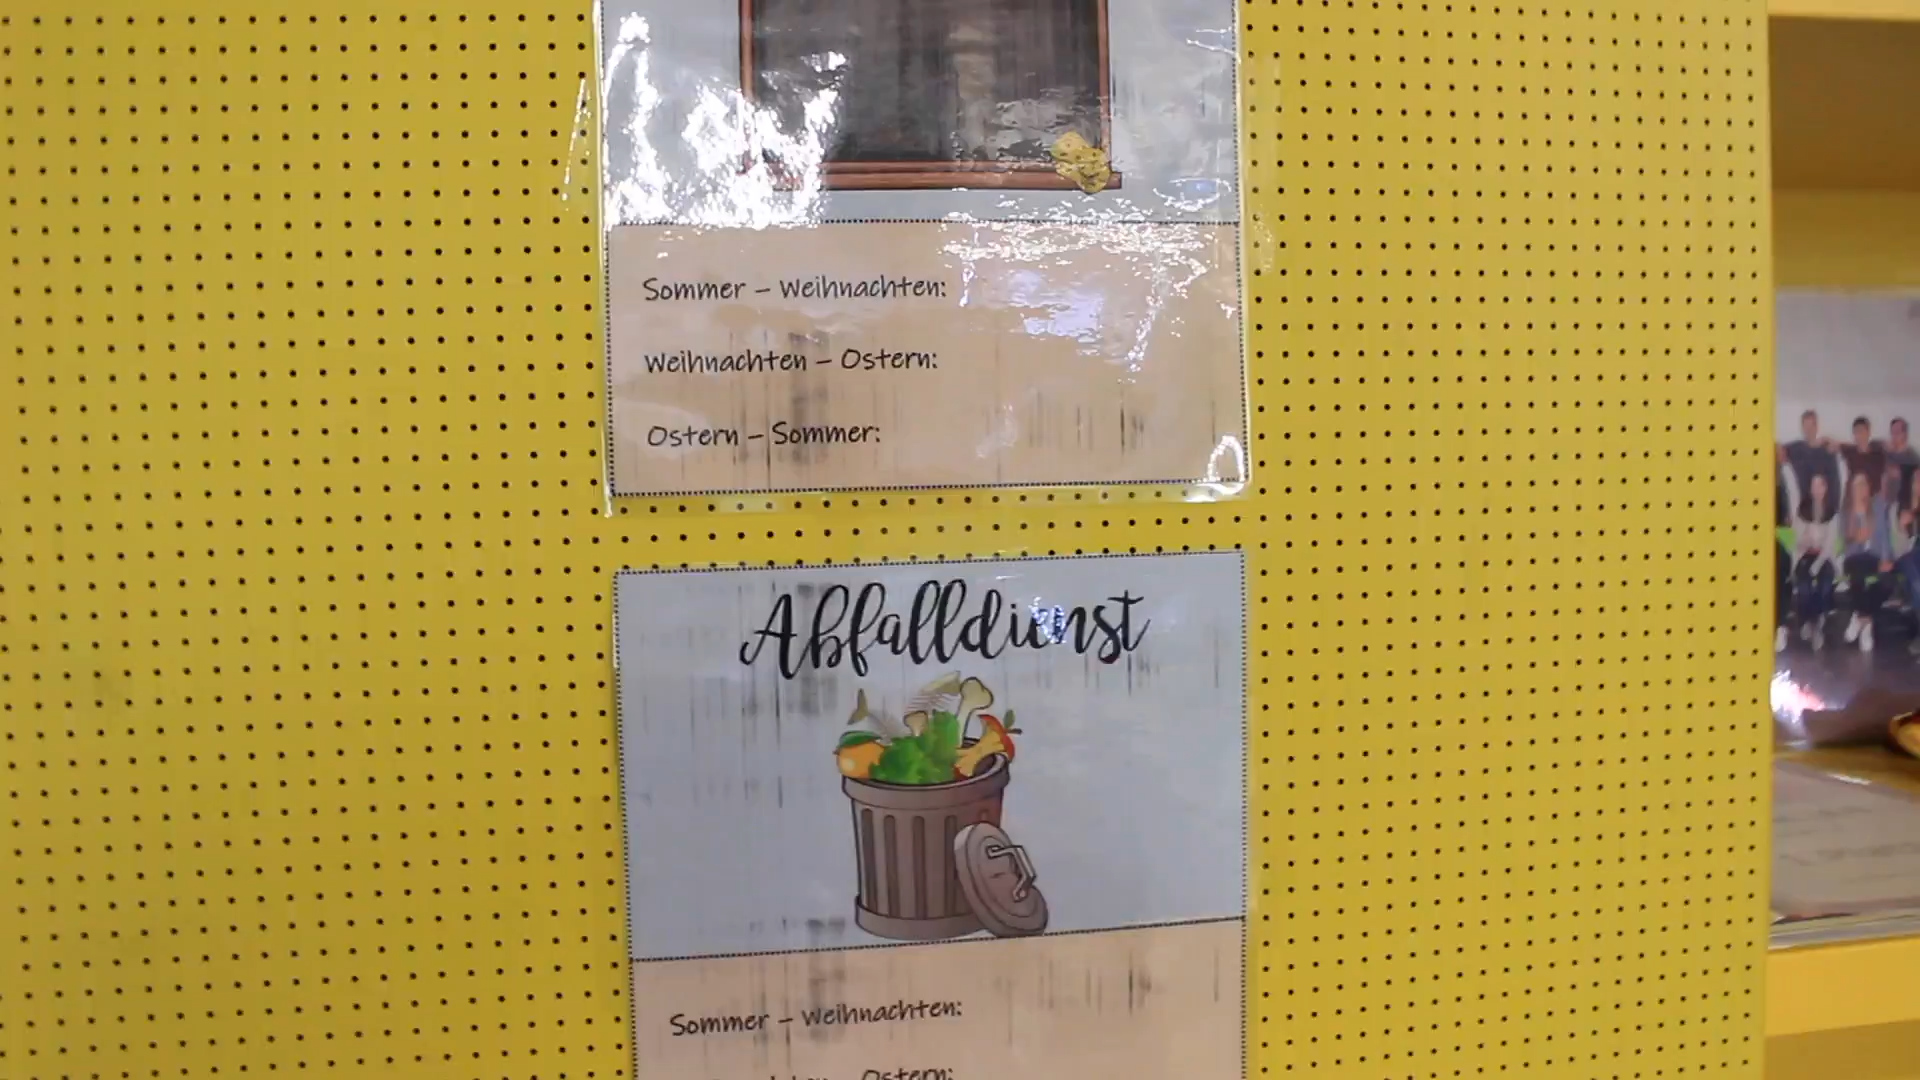 Sommer – Weihnachten:
Weihnachten – Ostern:
Ostern – Sommer:
Abfalldienst
Sommer – Weihnachten:
– Ostern: